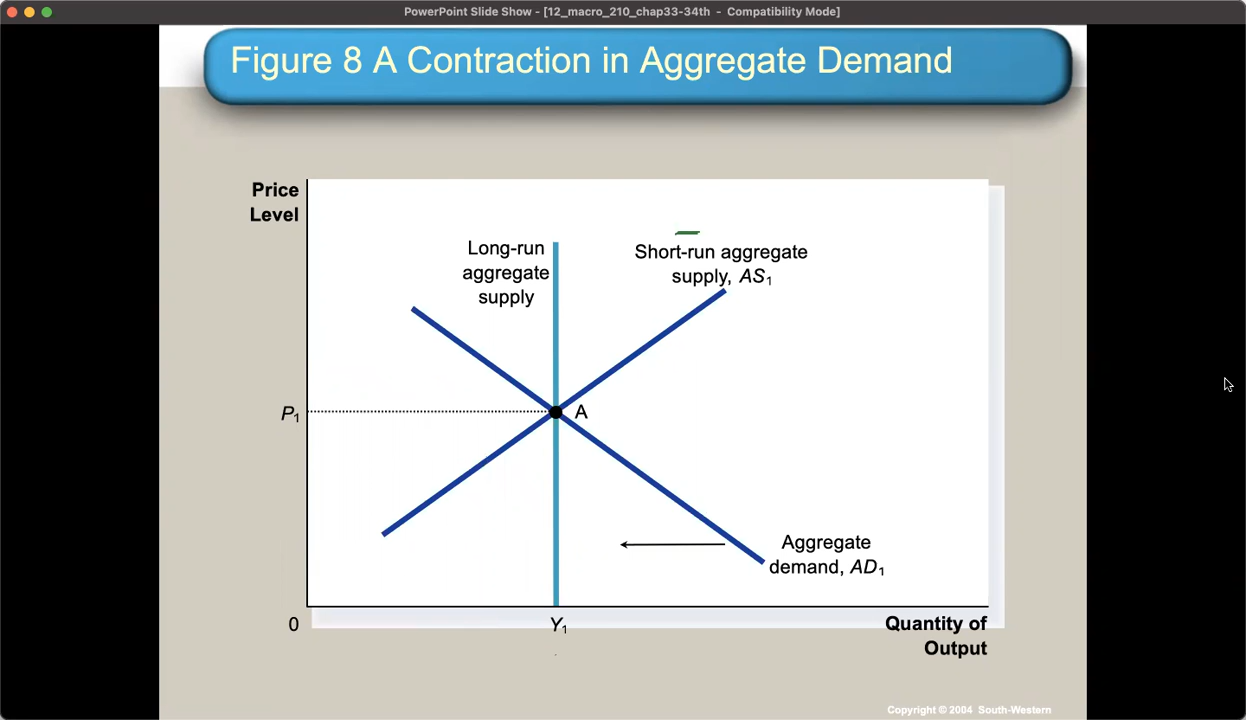 PowerPoint Slide Show - [12_macro_210_chap33-34th - Compatibility Mode]
Figure 8 A Contraction in Aggregate Demand
Price
Level
Long-run
aggregate
supply
Short-run aggregate
supply, AS1
P1
A
Aggregate
demand, AD1
0
Y1
Quantity of
Output
Copyright © 2004 South-Western